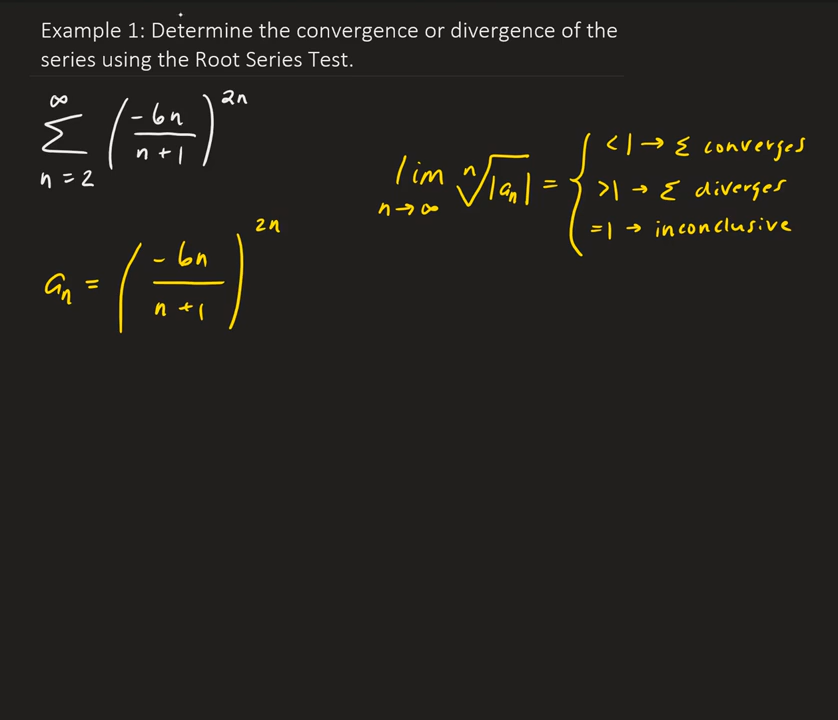 Example 1: Determine the convergence or divergence of the
series using the Root Series Test.
∞
∑ (-6n / n+1)^2n
n = 2
lim n→∞ ⁿ√|aₙ| = { <1 → Σ converges
>1 → Σ diverges
=1 → inconclusive
aₙ = (-6n / n+1)^2n